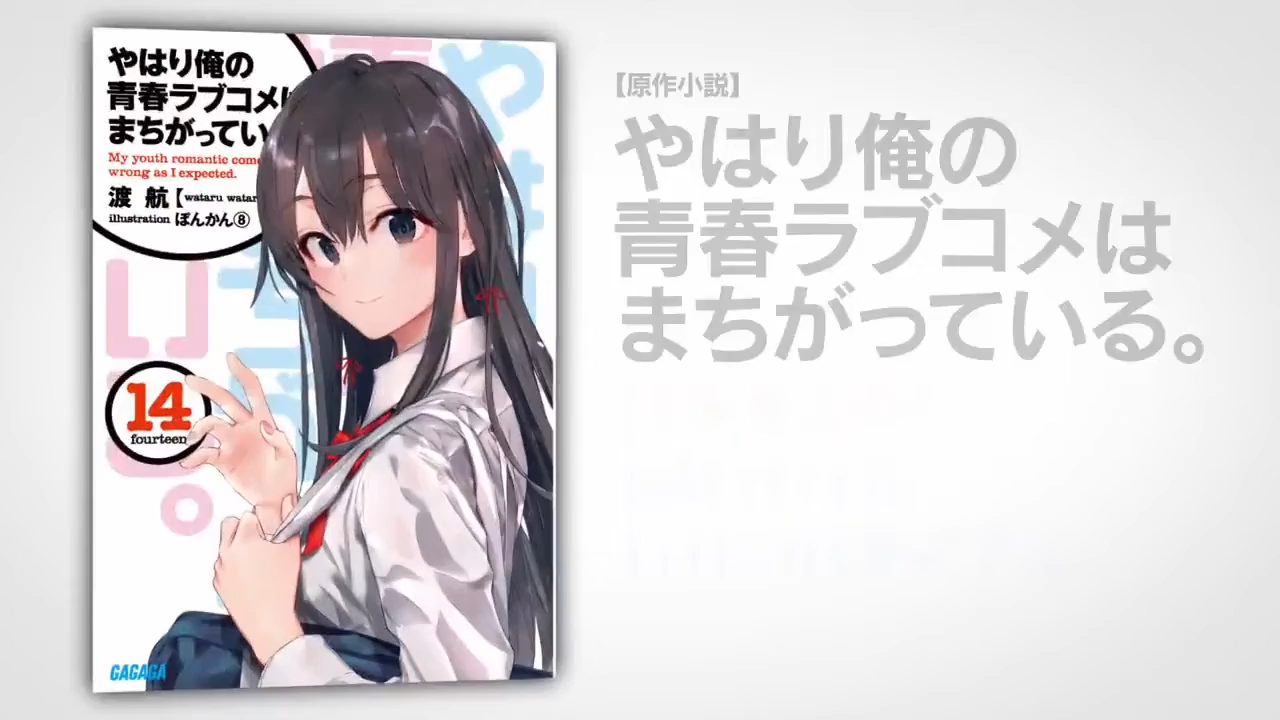 やはり俺の
青春ラブコメは
まちがってい
My youth romantic come
wrong as I expected.
渡 航【wataru watar
illustration ぽんかん⑧
14
fourteen
GAGAGA
【原作小説】
やはり俺の
青春ラブコメは
まちがっている。